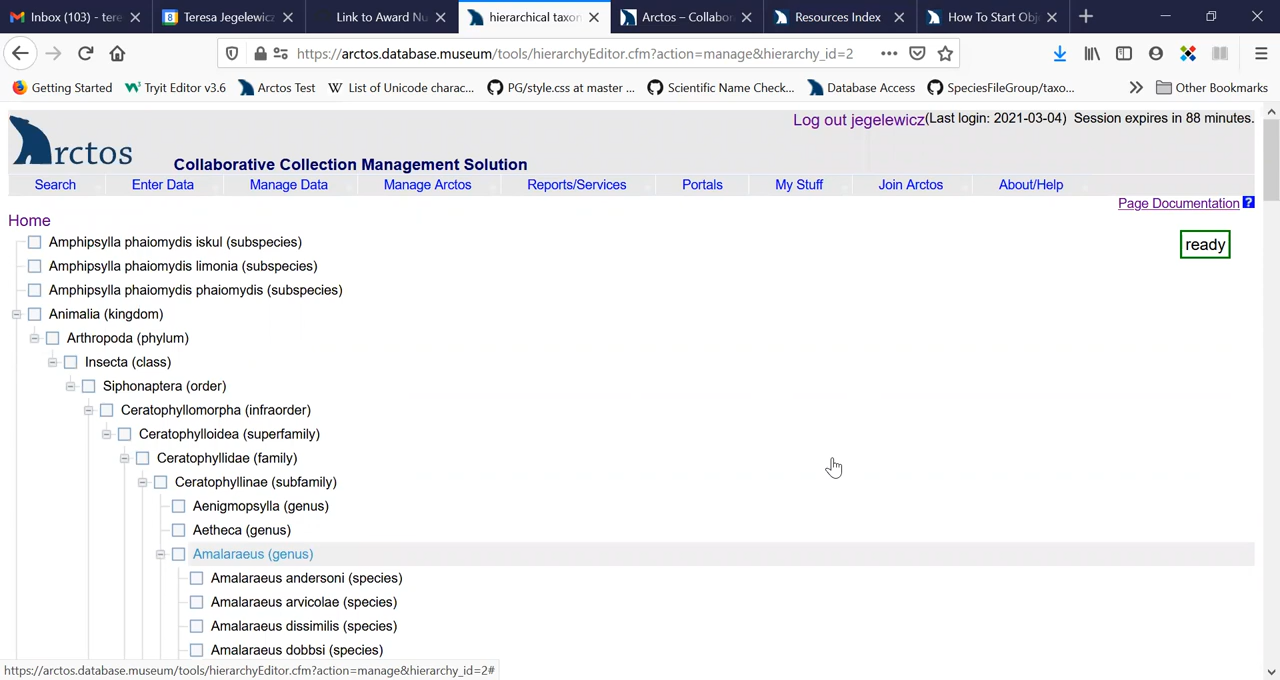 Inbox (103) - tere
Teresa Jegelewicz
Link to Award Nu
hierarchical taxon
Arctos – Collabor
Resources Index
How To Start Obj
https://arctos.database.museum/tools/hierarchyEditor.cfm?action=manage&hierarchy_id=2
Getting Started
Tryit Editor v3.6
Arctos Test
List of Unicode charac...
PG/style.css at master ...
Scientific Name Check...
Database Access
SpeciesFileGroup/taxo...
Other Bookmarks
Arctos
Collaborative Collection Management Solution
Log out jegelewicz(Last login: 2021-03-04) Session expires in 88 minutes.
Search
Enter Data
Manage Data
Manage Arctos
Reports/Services
Portals
My Stuff
Join Arctos
About/Help
Page Documentation ?
Home
ready
Amphipsylla phaiomydis iskul (subspecies)
Amphipsylla phaiomydis limonia (subspecies)
Amphipsylla phaiomydis phaiomydis (subspecies)
Animalia (kingdom)
Arthropoda (phylum)
Insecta (class)
Siphonaptera (order)
Ceratophyllomorpha (infraorder)
Ceratophylloidea (superfamily)
Ceratophyllidae (family)
Ceratophyllinae (subfamily)
Aenigmopsylla (genus)
Aetheca (genus)
Amalaraeus (genus)
Amalaraeus andersoni (species)
Amalaraeus arvicolae (species)
Amalaraeus dissimilis (species)
Amalaraeus dobbsi (species)
https://arctos.database.museum/tools/hierarchyEditor.cfm?action=manage&hierarchy_id=2#